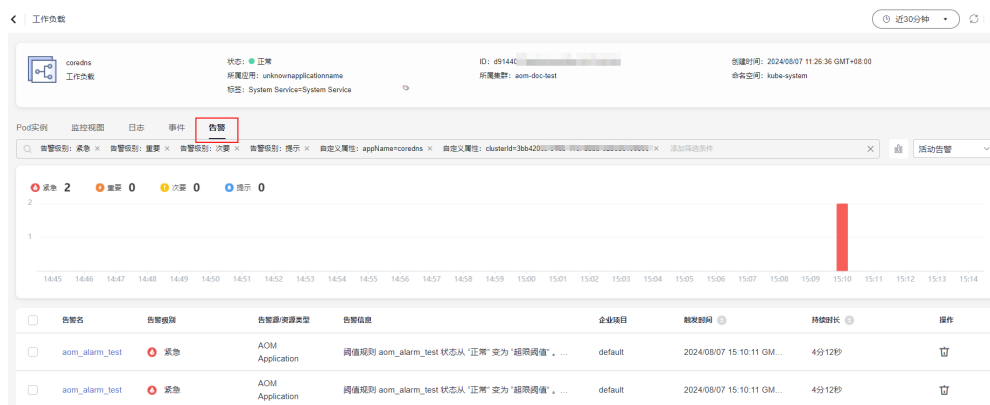 工作负载
近30分钟
coredns
工作负载
状态: 正常
所属应用: unknownapplicationname
标签: System Service=System Service
ID: d91440
所属集群: aom-doc-test
创建时间: 2024/08/07 11:26:36 GMT+08:00
命名空间: kube-system
Pod实例 监控视图 日志 事件 告警
告警级别: 紧急 × 告警级别: 重要 × 告警级别: 次要 × 告警级别: 提示 × 自定义属性: appName=coredns × 自定义属性: clusterId=3bb420 × 添加筛选条件
活动告警
紧急 2 重要 0 次要 0 提示 0
2
1
14:45 14:46 14:47 14:48 14:49 14:50 14:51 14:52 14:53 14:54 14:55 14:56 14:57 14:58 14:59 15:00 15:01 15:02 15:03 15:04 15:05 15:06 15:07 15:08 15:09 15:10 15:11 15:12 15:13 15:14
告警名 告警级别 告警源/资源类型 告警信息 企业项目 触发时间 持续时长 操作
aom_alarm_test 紧急 AOM Application 阈值规则 aom_alarm_test 状态从 "正常" 变为 "超限阈值" 。... default 2024/08/07 15:10:11 GM... 4分12秒
aom_alarm_test 紧急 AOM Application 阈值规则 aom_alarm_test 状态从 "正常" 变为 "超限阈值" 。... default 2024/08/07 15:10:11 GM... 4分12秒